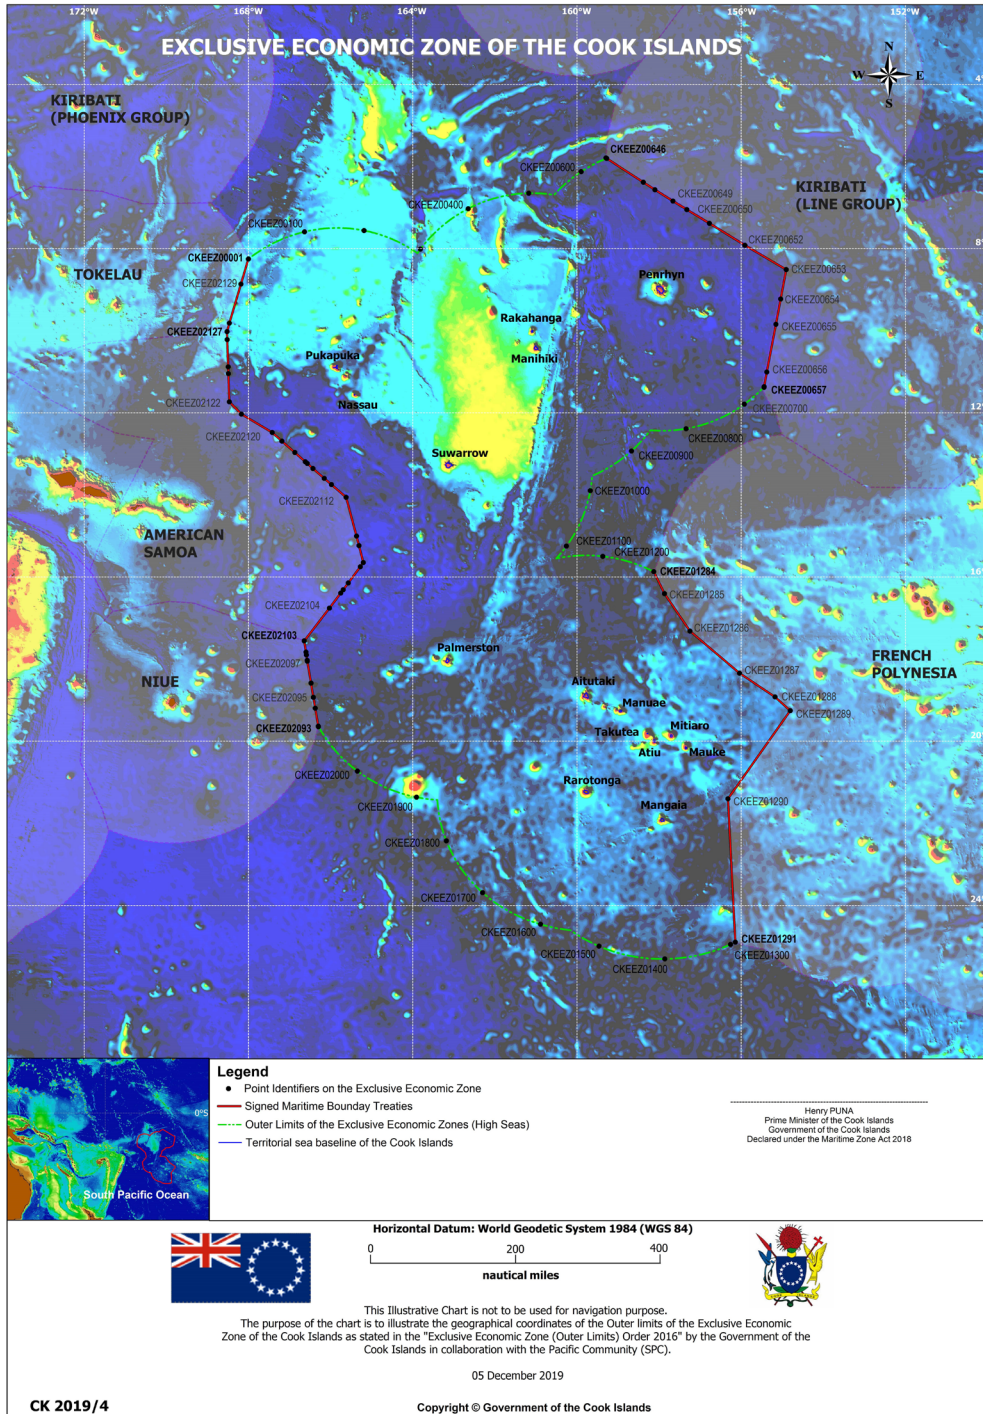 172°W
168°W
164°W
160°W
156°W
152°W
EXCLUSIVE ECONOMIC ZONE OF THE COOK ISLANDS
N
W
E
S
4°
KIRIBATI
(PHOENIX GROUP)
CKEEZ00646
CKEEZ00600
CKEEZ00649
KIRIBATI
(LINE GROUP)
CKEEZ00400
CKEEZ00650
CKEEZ00100
CKEEZ00652
8°
CKEEZ00001
CKEEZ00653
TOKELAU
Penrhyn
CKEEZ02129
CKEEZ00654
Rakahanga
CKEEZ00655
CKEEZ02127
Pukapuka
Manihiki
CKEEZ00656
CKEEZ00657
CKEEZ02122
Nassau
CKEEZ00700
12°
CKEEZ02120
CKEEZ00800
Suwarrow
CKEEZ00900
CKEEZ01000
CKEEZ02112
AMERICAN
SAMOA
CKEEZ01100
CKEEZ01200
CKEEZ01284
16°
CKEEZ01285
CKEEZ02104
CKEEZ01286
CKEEZ02103
Palmerston
CKEEZ02097
FRENCH
POLYNESIA
CKEEZ01287
NIUE
Aitutaki
CKEEZ02095
Manuae
CKEEZ01288
CKEEZ01289
CKEEZ02093
Takutea
Mitiaro
20°
Atiu
Mauke
CKEEZ02000
Rarotonga
CKEEZ01900
CKEEZ01290
Mangaia
CKEEZ01800
CKEEZ01700
24°
CKEEZ01600
CKEEZ01291
CKEEZ01500
CKEEZ01300
CKEEZ01400
Legend
Point Identifiers on the Exclusive Economic Zone
Signed Maritime Bounday Treaties
Outer Limits of the Exclusive Economic Zones (High Seas)
Territorial sea baseline of the Cook Islands
0°S
South Pacific Ocean
Henry PUNA
Prime Minister of the Cook Islands
Government of the Cook Islands
Declared under the Maritime Zone Act 2018
Horizontal Datum: World Geodetic System 1984 (WGS 84)
0 200 400
nautical miles
This Illustrative Chart is not to be used for navigation purpose.
The purpose of the chart is to illustrate the geographical coordinates of the Outer limits of the Exclusive Economic
Zone of the Cook Islands as stated in the "Exclusive Economic Zone (Outer Limits) Order 2016" by the Government of the
Cook Islands in collaboration with the Pacific Community (SPC).
05 December 2019
CK 2019/4
Copyright © Government of the Cook Islands